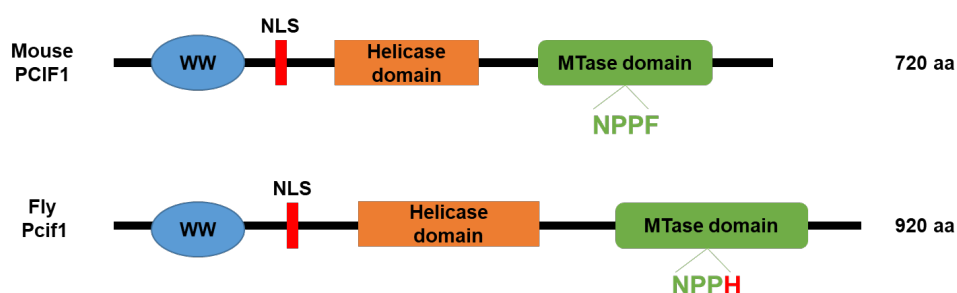 NLS
Mouse
PCIF1
WW
Helicase
domain
MTase domain
720 aa
NPPF
NLS
Fly
Pcif1
WW
Helicase
domain
MTase domain
920 aa
NPPH